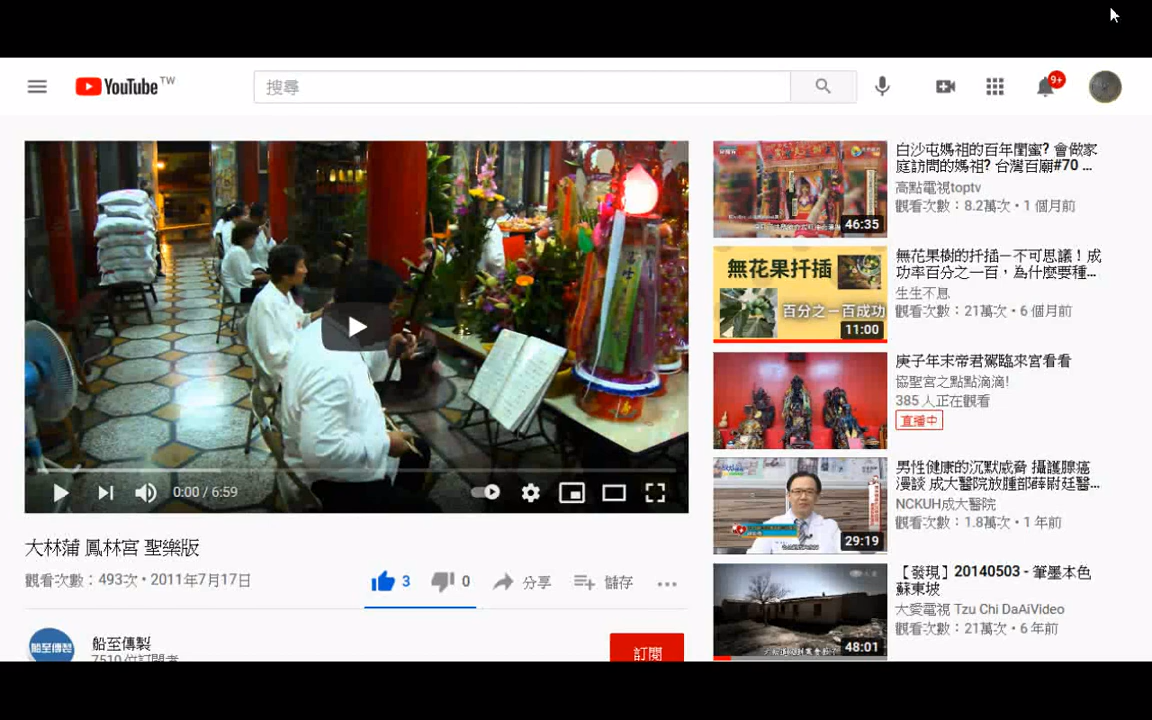 YouTube TW
搜尋
9+
0:00 / 6:59
大林蒲 鳳林宮 聖樂版
觀看次數：493次 • 2011年7月17日
3
0
分享
儲存
船至傳製
船至傳製
7510 位訂閱者
訂閱
46:35
白沙屯媽祖的百年閨蜜? 會做家
庭訪問的媽祖? 台灣百廟#70 ...
高點電視toptv
觀看次數：8.2萬次 • 1 個月前
無花果扦插
百分之一百成功
11:00
無花果樹的扦插－不可思議！成
功率百分之一百，為什麼要種...
生生不息
觀看次數：21萬次 • 6 個月前
庚子年末帝君駕臨來宮看看
協聖宮之點點滴滴!
385 人正在觀看
直播中
29:19
男性健康的沉默威脅 攝護腺癌
漫談 成大醫院放腫部薛尉廷醫...
NCKUH成大醫院
觀看次數：1.8萬次 • 1 年前
48:01
【發現】20140503 - 筆墨本色
蘇東坡
大愛電視 Tzu Chi DaAiVideo
觀看次數：21萬次 • 6 年前